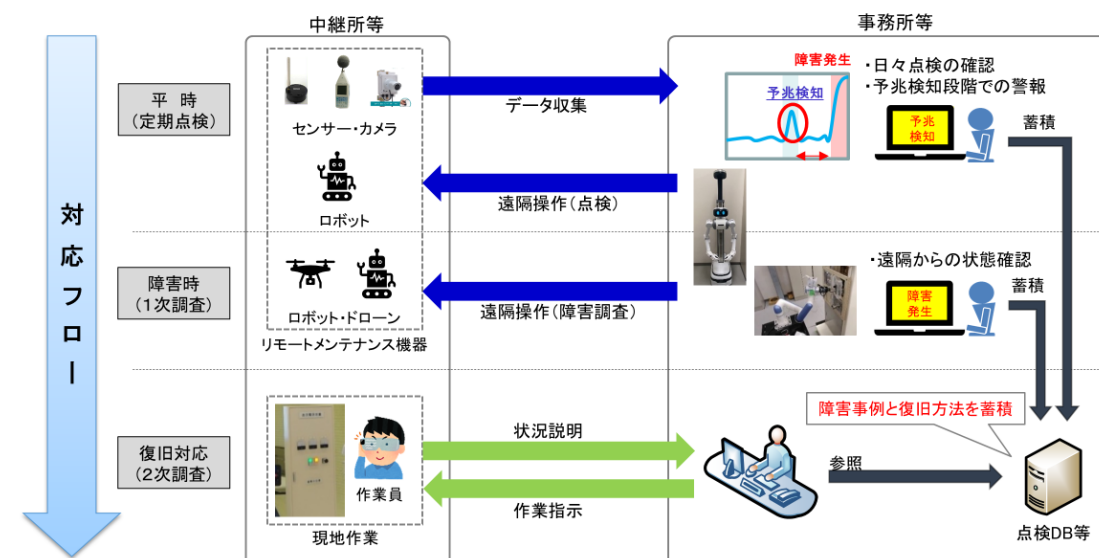 中継所等
事務所等
対応フロー
平 時
(定期点検)
センサー・カメラ
ロボット
データ収集
遠隔操作(点検)
障害発生
予兆検知
・日々点検の確認
・予兆検知段階での警報
予兆
検知
蓄積
障害時
(1次調査)
ロボット・ドローン
リモートメンテナンス機器
遠隔操作(障害調査)
・遠隔からの状態確認
障害
発生
蓄積
障害事例と復旧方法を蓄積
復旧対応
(2次調査)
作業員
現地作業
状況説明
作業指示
参照
点検DB等